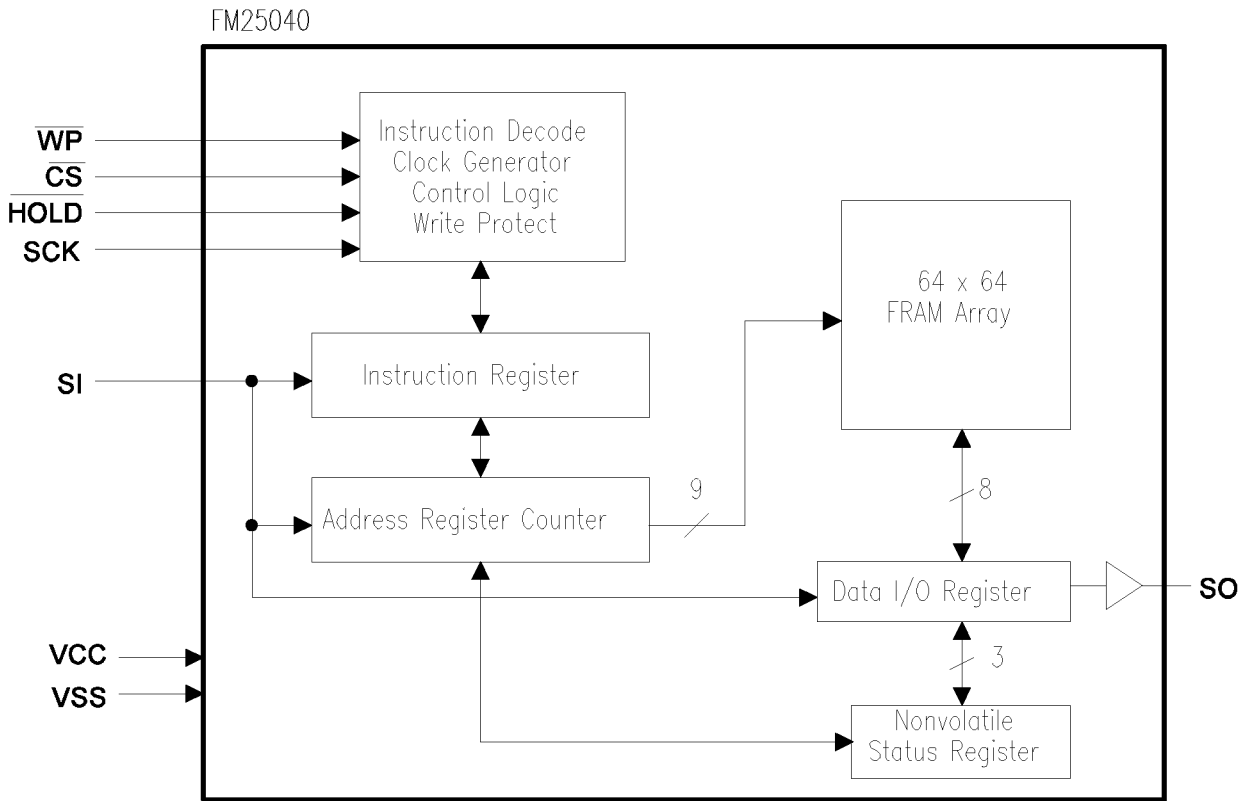 FM25040
WP
CS
HOLD
SCK
Instruction Decode
Clock Generator
Control Logic
Write Protect
64 x 64
FRAM Array
SI
Instruction Register
Address Register Counter
9
8
Data I/O Register
SO
VCC
VSS
3
Nonvolatile
Status Register